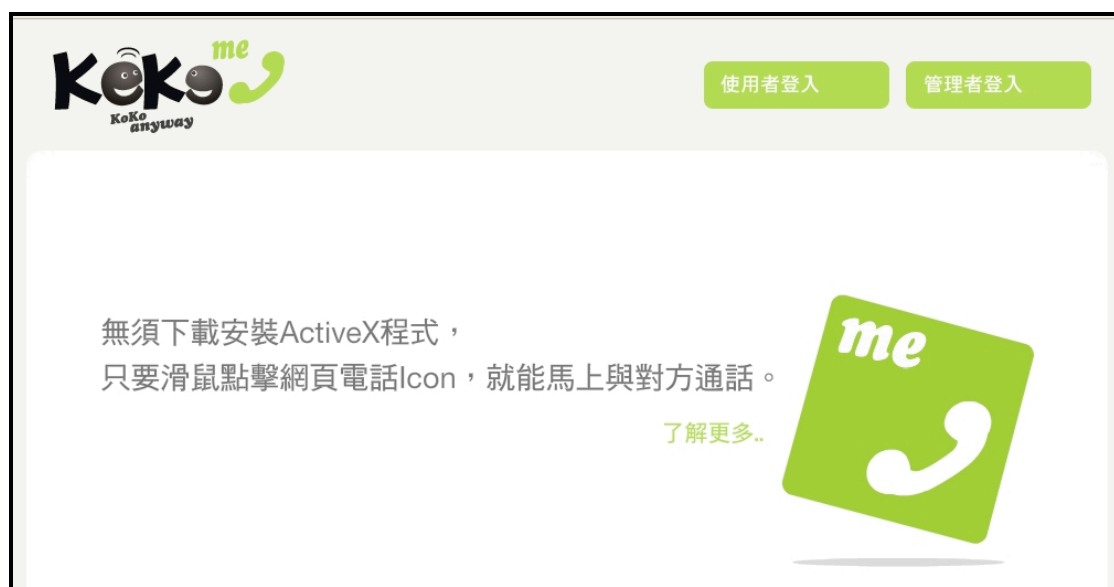 KoKo me
KoKo
anyway
使用者登入
管理者登入
無須下載安裝ActiveX程式，
只要滑鼠點擊網頁電話Icon，就能馬上與對方通話。
了解更多..
me